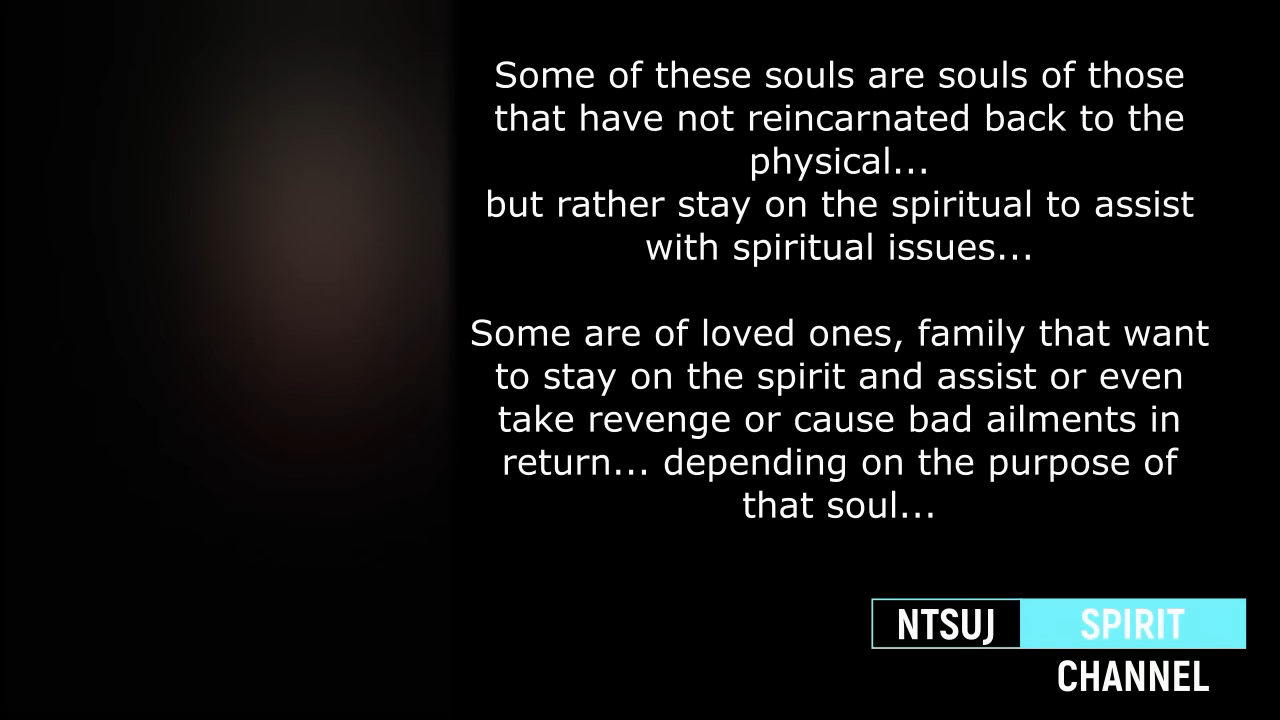 Some of these souls are souls of those
that have not reincarnated back to the
physical...
but rather stay on the spiritual to assist
with spiritual issues...
Some are of loved ones, family that want
to stay on the spirit and assist or even
take revenge or cause bad ailments in
return... depending on the purpose of
that soul...
NTSUJ SPIRIT
CHANNEL